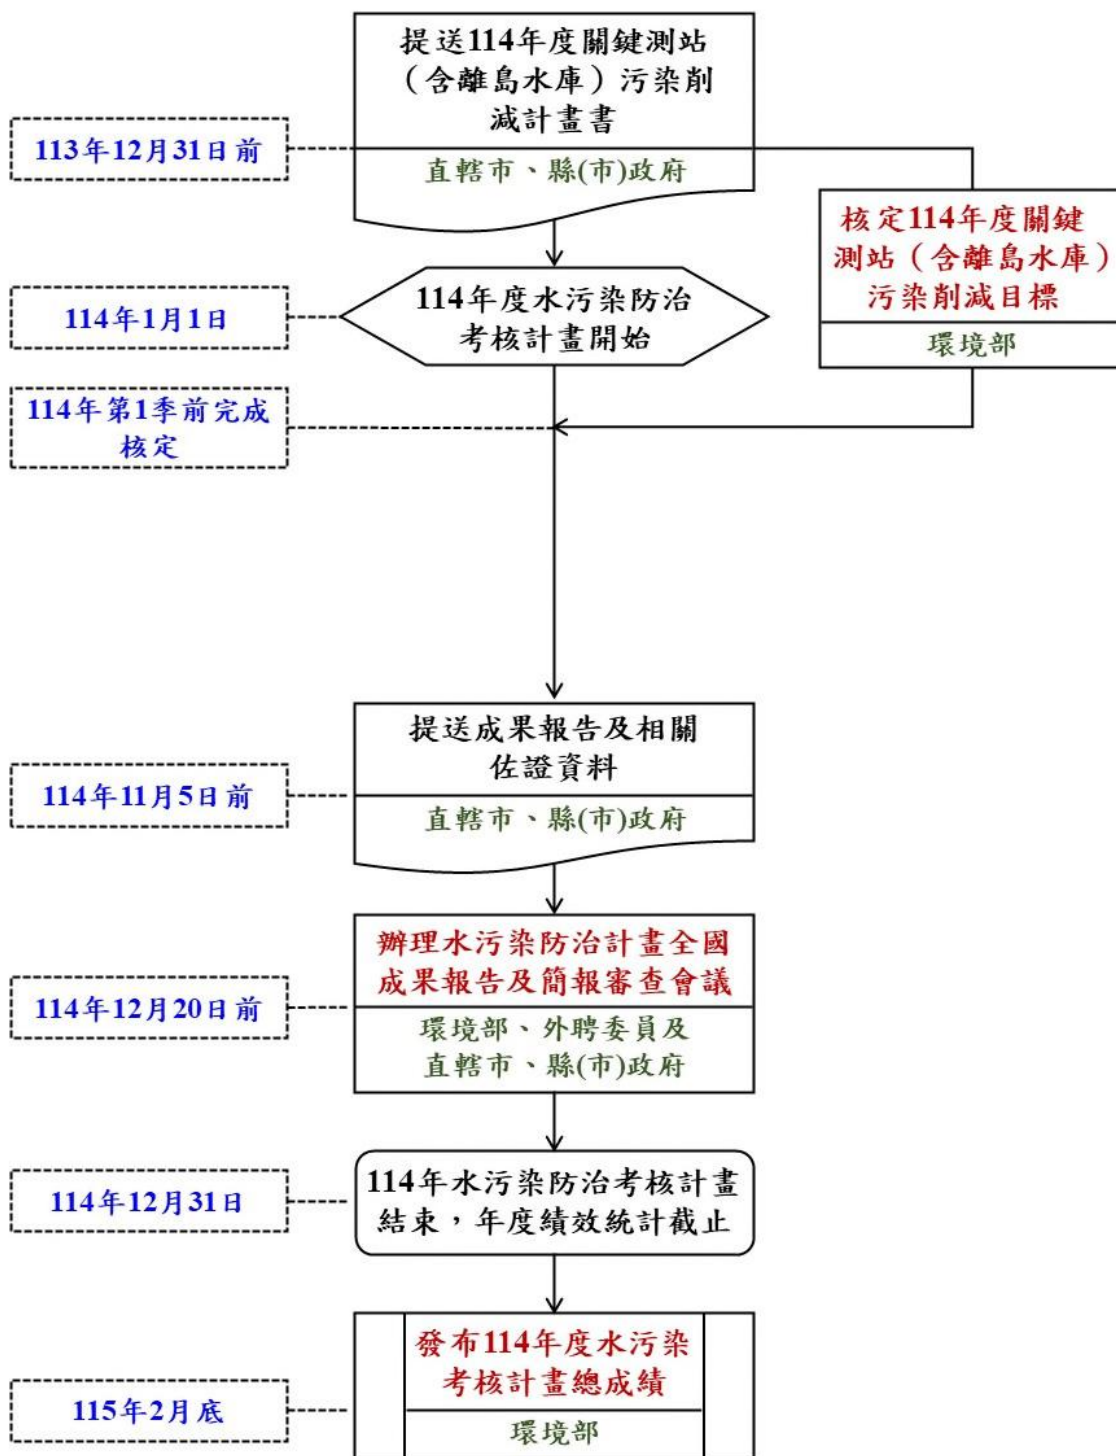 提送114年度關鍵測站
（含離島水庫）污染削
減計畫書
113年12月31日前
直轄市、縣(市)政府
核定114年度關鍵
測站（含離島水庫）
污染削減目標
環境部
114年1月1日
114年度水污染防治
考核計畫開始
114年第1季前完成
核定
提送成果報告及相關
佐證資料
114年11月5日前
直轄市、縣(市)政府
辦理水污染防治計畫全國
成果報告及簡報審查會議
114年12月20日前
環境部、外聘委員及
直轄市、縣(市)政府
114年12月31日
114年水污染防治考核計畫
結束，年度績效統計截止
發布114年度水污染
考核計畫總成績
115年2月底
環境部